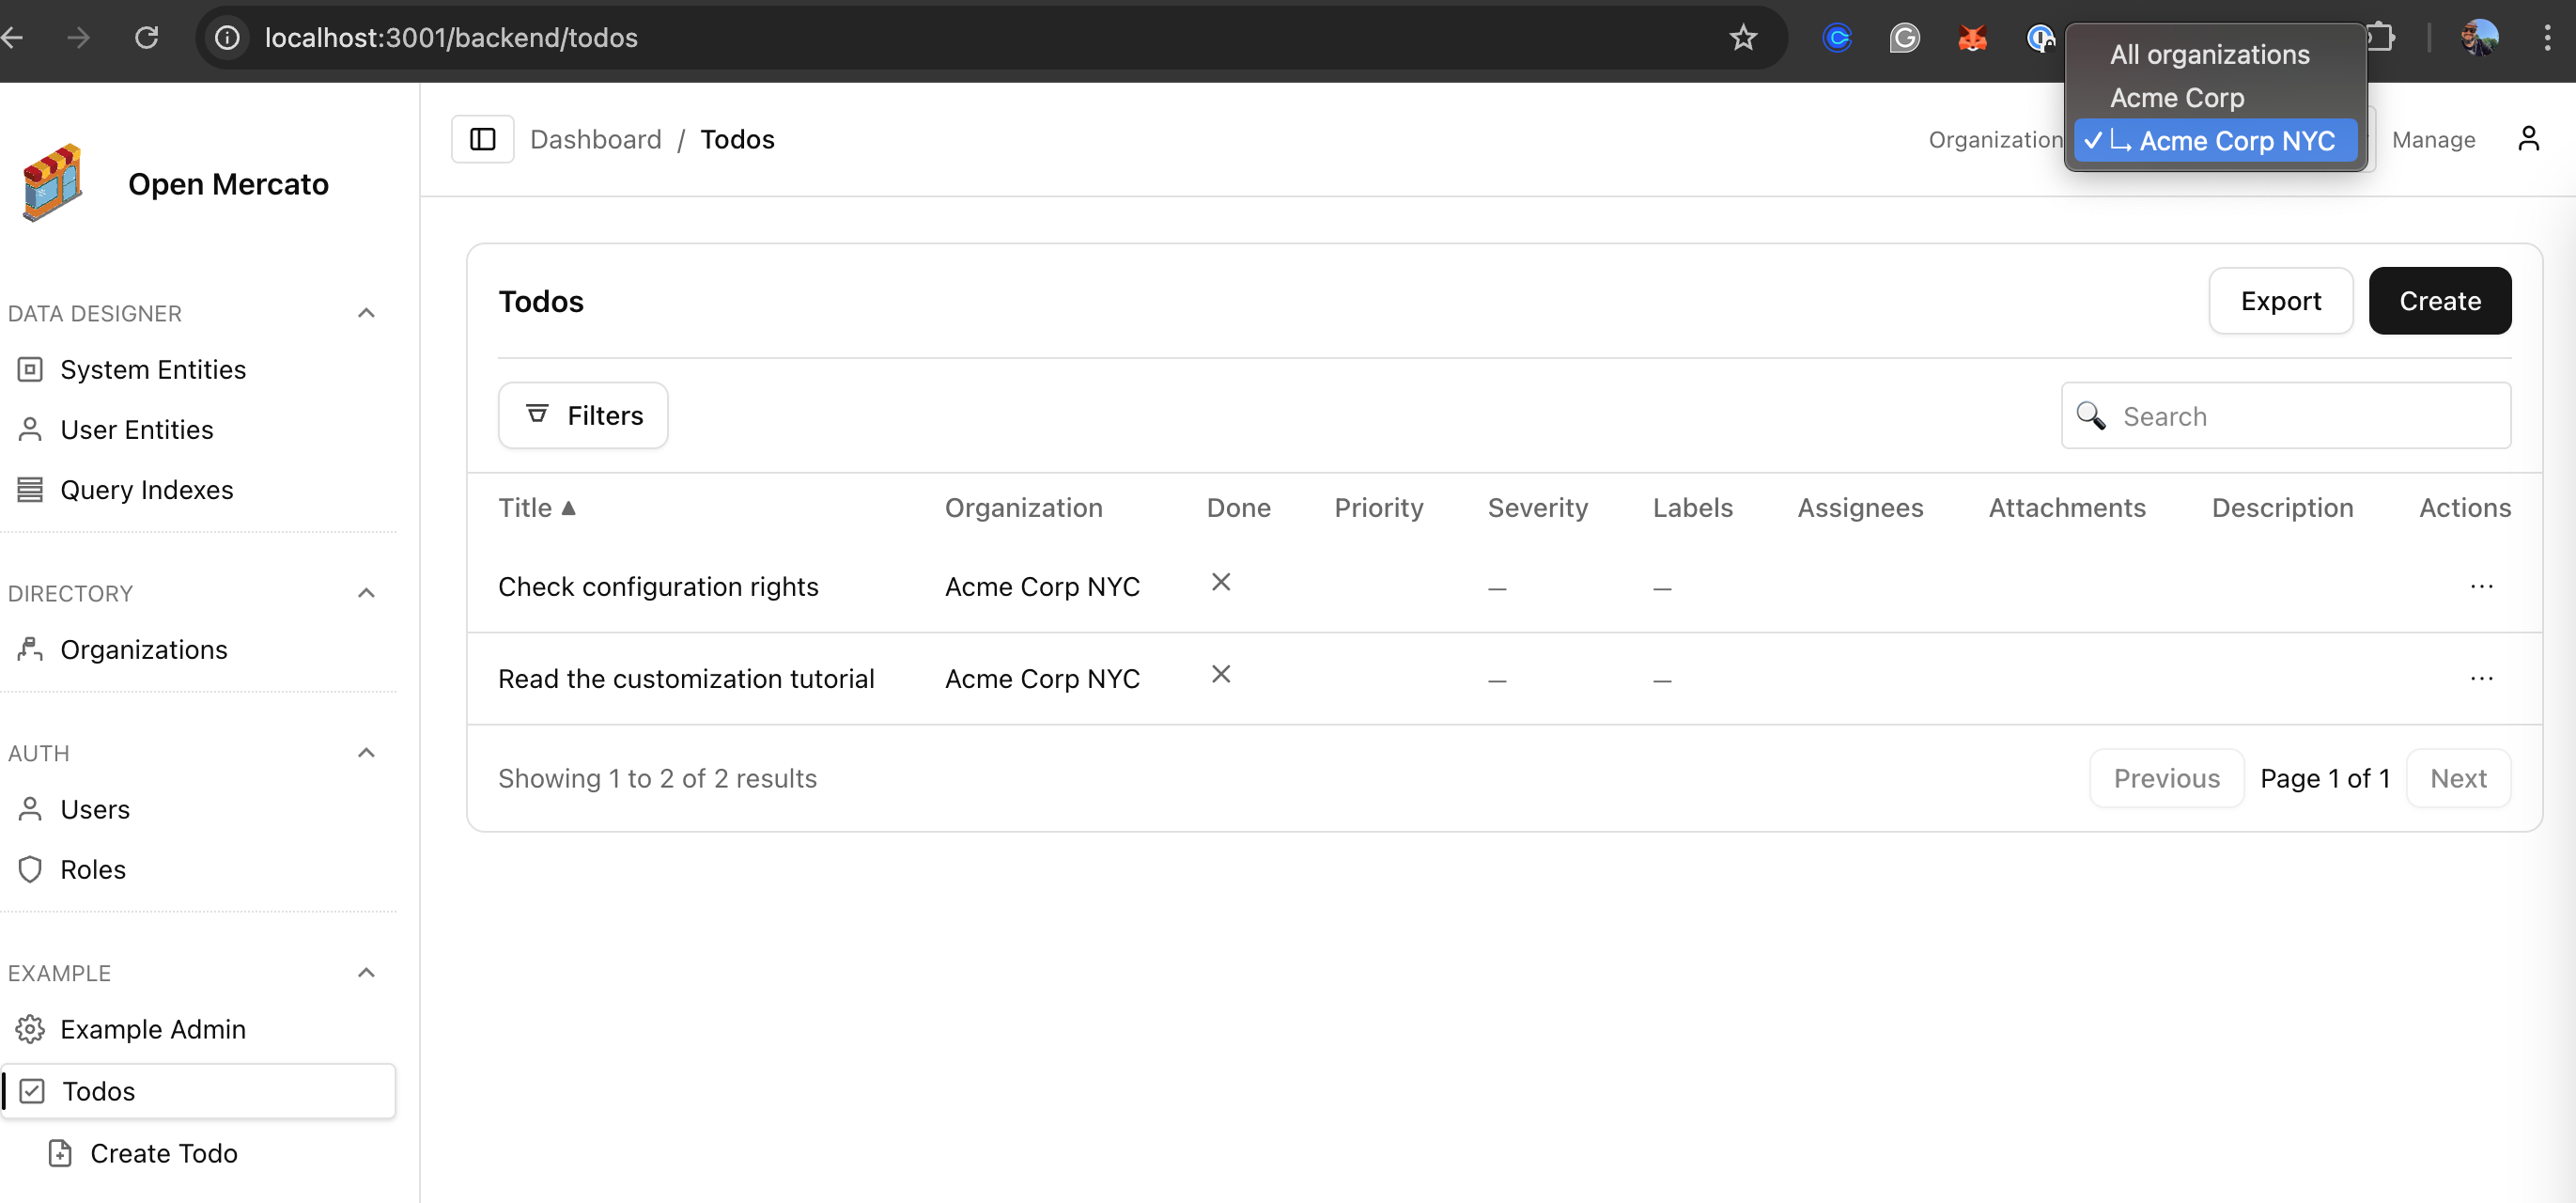 localhost:3001/backend/todos
All organizations
Acme Corp
✓ ↳ Acme Corp NYC
Open Mercato
Dashboard / Todos
Organization
Manage
DATA DESIGNER
System Entities
User Entities
Query Indexes
DIRECTORY
Organizations
AUTH
Users
Roles
EXAMPLE
Example Admin
Todos
Create Todo
Todos
Export
Create
Filters
Search
Title ▲ Organization Done Priority Severity Labels Assignees Attachments Description Actions
Check configuration rights Acme Corp NYC × — — ...
Read the customization tutorial Acme Corp NYC × — — ...
Showing 1 to 2 of 2 results
Previous Page 1 of 1 Next